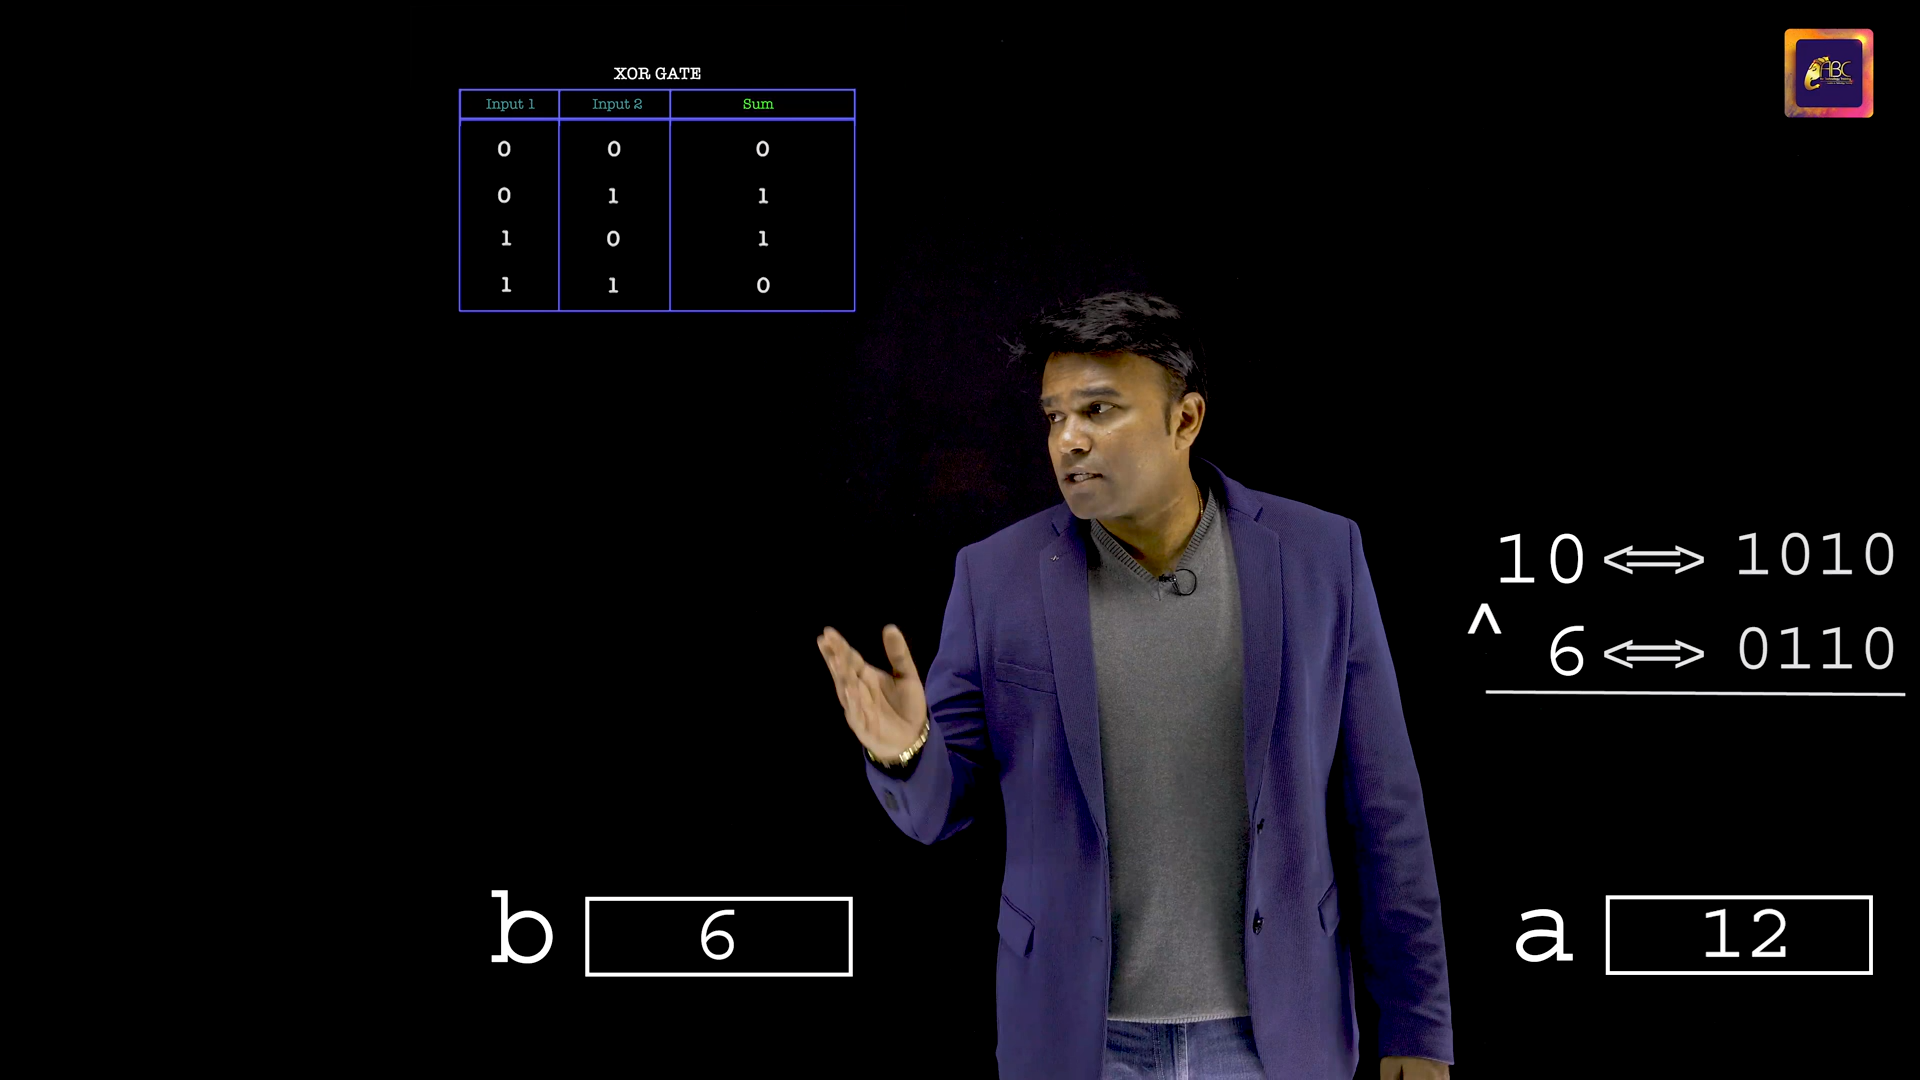 XOR GATE
Input 1 Input 2 Sum
0 0 0
0 1 1
1 0 1
1 1 0
ABC
10 ⟺ 1010
^
6 ⟺ 0110
b 6
a 12